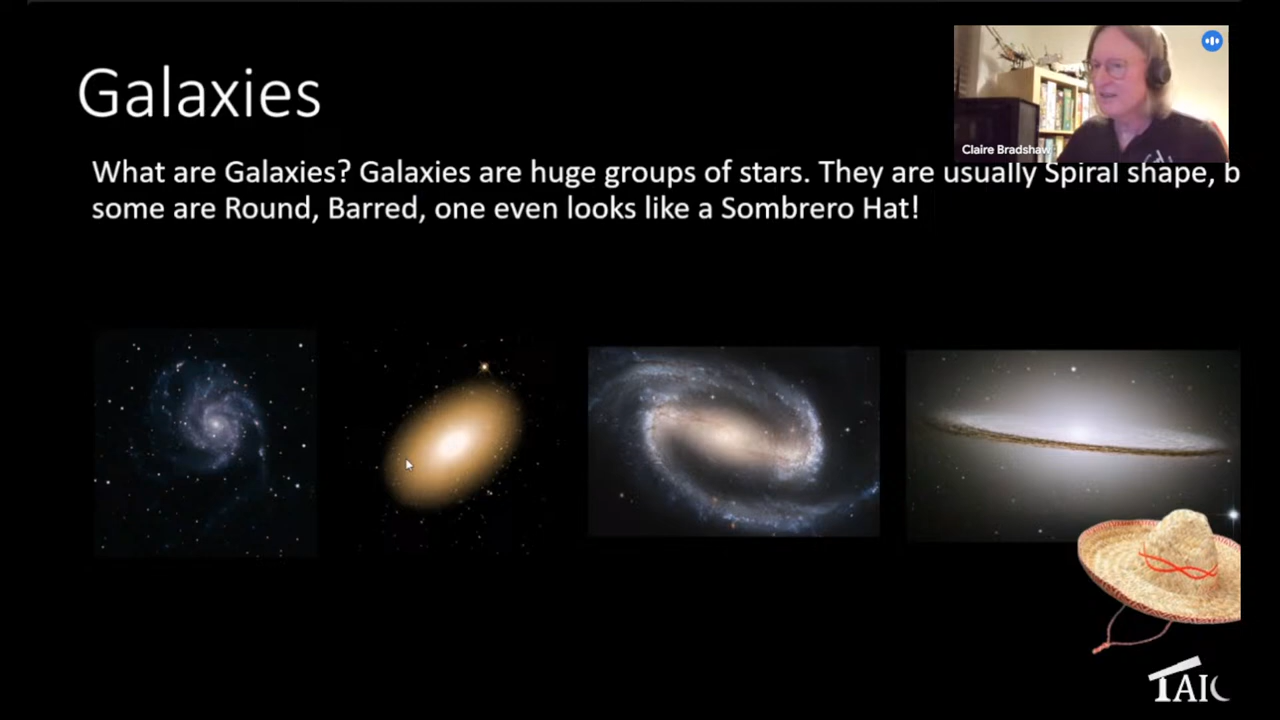 Galaxies
Claire Bradshaw
What are Galaxies? Galaxies are huge groups of stars. They are usually Spiral shape, b
some are Round, Barred, one even looks like a Sombrero Hat!
TAIC